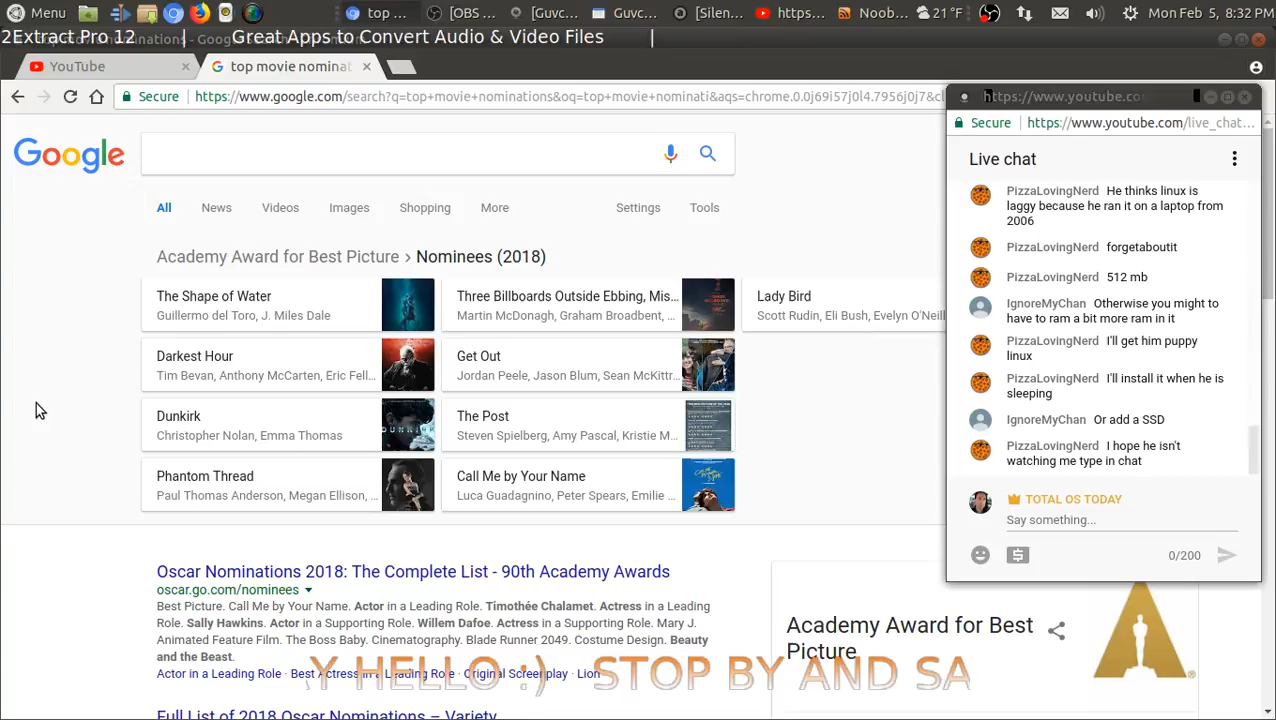 Menu
top ...
[OBS ...
[Guvc...
Guvc...
[Silen...
https...
Noob...
21 °F
Mon Feb 5, 8:32 PM
2Extract Pro 12 | Great Apps to Convert Audio & Video Files |
YouTube
top movie nominat
Secure https://www.google.com/search?q=top+movie+nominations&oq=top+movie+nominati&aqs=chrome.0.0j69i57j0l4.7956j0j7&cl
Google
All News Videos Images Shopping More Settings Tools
Academy Award for Best Picture › Nominees (2018)
The Shape of Water
Guillermo del Toro, J. Miles Dale
Three Billboards Outside Ebbing, Mis...
Martin McDonagh, Graham Broadbent, ...
Lady Bird
Scott Rudin, Eli Bush, Evelyn O'Neill
Darkest Hour
Tim Bevan, Anthony McCarten, Eric Fell...
Get Out
Jordan Peele, Jason Blum, Sean McKittr...
Dunkirk
Christopher Nolan, Emma Thomas
The Post
Steven Spielberg, Amy Pascal, Kristie M...
Phantom Thread
Paul Thomas Anderson, Megan Ellison, ...
Call Me by Your Name
Luca Guadagnino, Peter Spears, Emilie ...
Oscar Nominations 2018: The Complete List - 90th Academy Awards
oscar.go.com/nominees
Best Picture. Call Me by Your Name. Actor in a Leading Role. Timothée Chalamet. Actress in a Leading
Role. Sally Hawkins. Actor in a Supporting Role. Willem Dafoe. Actress in a Supporting Role. Mary J.
Animated Feature Film. The Boss Baby. Cinematography. Blade Runner 2049. Costume Design. Beauty
and the Beast.
Actor in a Leading Role · Best Actress in a Leading Role · Original Screenplay · Lion
Full List of 2018 Oscar Nominations – Variety
Academy Award for Best
Picture
Y HELLO :) STOP BY AND SA
https://www.youtube.co
Secure https://www.youtube.com/live_chat...
Live chat
PizzaLovingNerd He thinks linux is
laggy because he ran it on a laptop from
2006
PizzaLovingNerd forgetaboutit
PizzaLovingNerd 512 mb
IgnoreMyChan Otherwise you might to
have to ram a bit more ram in it
PizzaLovingNerd I'll get him puppy
linux
PizzaLovingNerd I'll install it when he is
sleeping
IgnoreMyChan Or add a SSD
PizzaLovingNerd I hope he isn't
watching me type in chat
TOTAL OS TODAY
Say something...
0/200